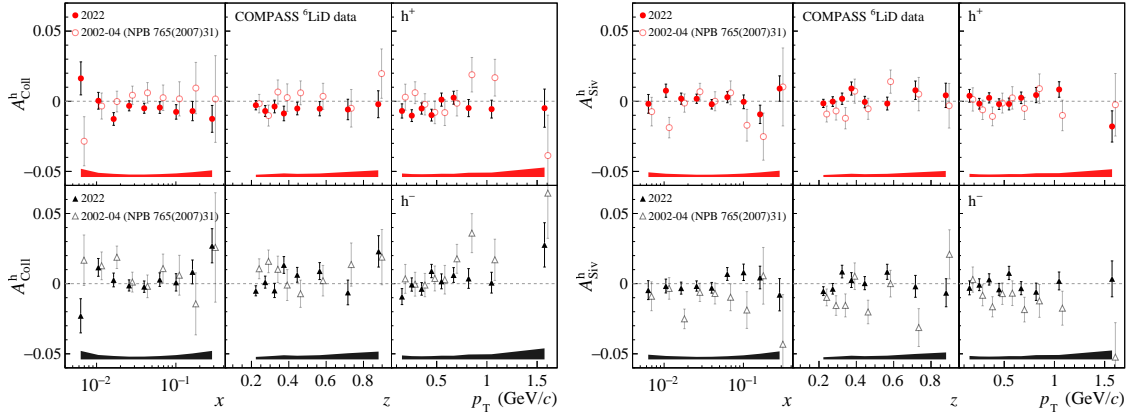 2022
2002-04 (NPB 765(2007)31)
COMPASS ⁶LiD data
h⁺
0.05
0
−0.05
A^h_Coll
2022
2002-04 (NPB 765(2007)31)
h⁻
0.05
0
−0.05
A^h_Coll
10⁻² 10⁻¹ 0.2 0.4 0.6 0.8 0.5 1 1.5
x z p_T (GeV/c)
2022
2002-04 (NPB 765(2007)31)
COMPASS ⁶LiD data
h⁺
0.05
0
−0.05
A^h_Siv
2022
2002-04 (NPB 765(2007)31)
h⁻
0.05
0
−0.05
A^h_Siv
10⁻² 10⁻¹ 0.2 0.4 0.6 0.8 0.5 1 1.5
x z p_T (GeV/c)